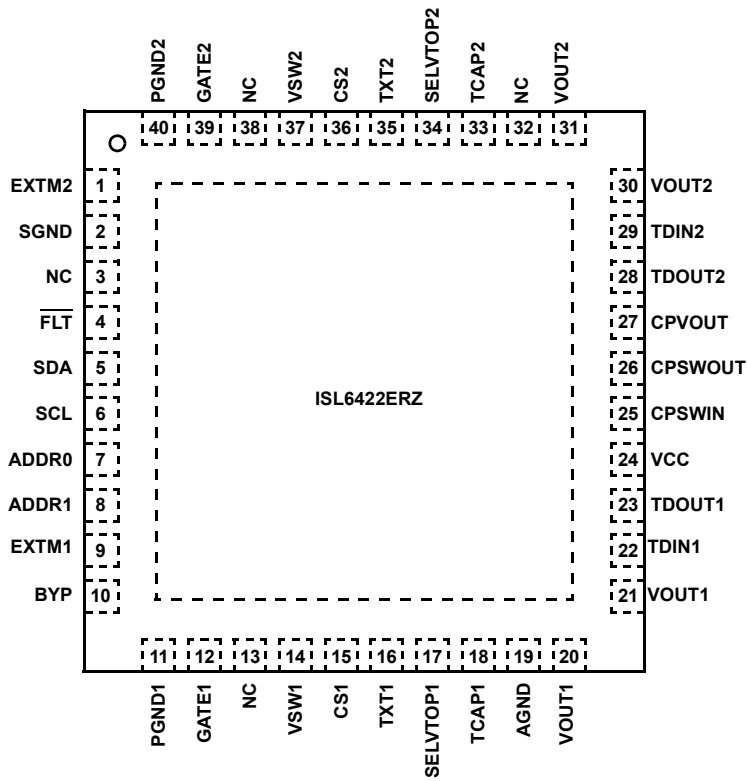 PGND2
GATE2
NC
VSW2
CS2
TXT2
SELVTOP2
TCAP2
NC
VOUT2
40 39 38 37 36 35 34 33 32 31
EXTM2 1 30 VOUT2
SGND 2 29 TDIN2
NC 3 28 TDOUT2
FLT 4 27 CPVOUT
SDA 5 26 CPSWOUT
ISL6422ERZ
SCL 6 25 CPSWIN
ADDR0 7 24 VCC
ADDR1 8 23 TDOUT1
EXTM1 9 22 TDIN1
BYP 10 21 VOUT1
11 12 13 14 15 16 17 18 19 20
PGND1
GATE1
NC
VSW1
CS1
TXT1
SELVTOP1
TCAP1
AGND
VOUT1